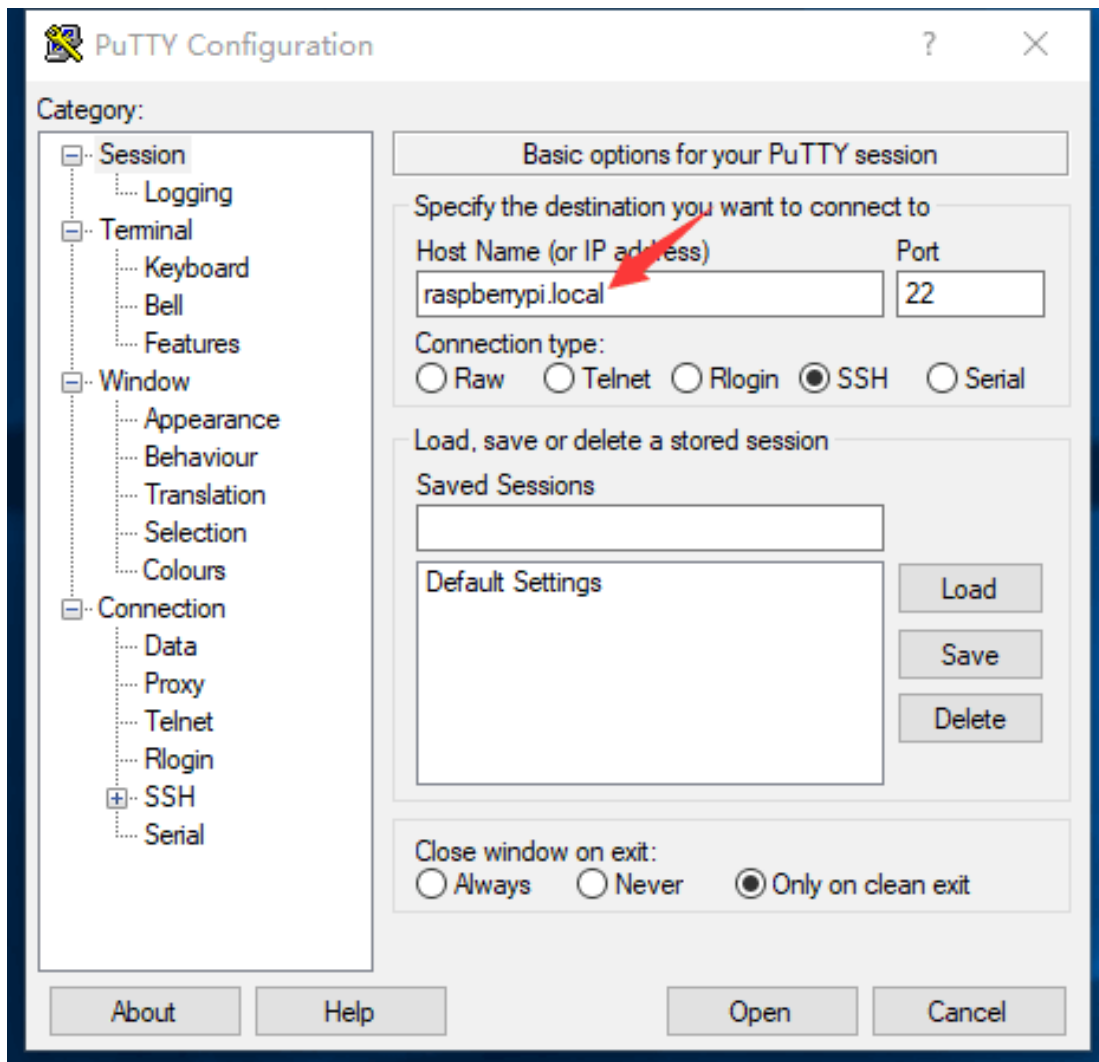 PuTTY Configuration
?
Category:
Session
Logging
Terminal
Keyboard
Bell
Features
Window
Appearance
Behaviour
Translation
Selection
Colours
Connection
Data
Proxy
Telnet
Rlogin
SSH
Serial
Basic options for your PuTTY session
Specify the destination you want to connect to
Host Name (or IP address) Port
raspberrypi.local 22
Connection type:
Raw Telnet Rlogin SSH Serial
Load, save or delete a stored session
Saved Sessions
Default Settings
Load
Save
Delete
Close window on exit:
Always Never Only on clean exit
About Help Open Cancel